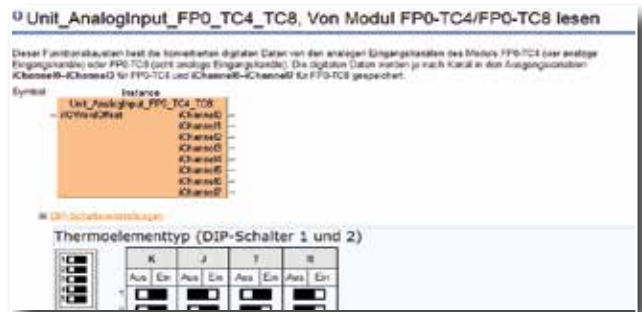 Unit_AnalogInput_FP0_TC4_TC8, Von Modul FP0-TC4/FP0-TC8 lesen
Dieser Funktionsbaustein liest die konvertierten digitalen Daten von den analogen Eingangskanälen des Moduls FP0-TC4 (vier analoge
Eingangskanäle) oder FP0-TC8 (acht analoge Eingangskanäle). Die digitalen Daten werden je nach Kanal in den Ausgangsvariablen
iChannel0-iChannel3 für FP0-TC4 und iChannel0-iChannel7 für FP0-TC8 gespeichert.
Symbol
Instance
Unit_AnalogInput_FP0_TC4_TC8
iIOWordOffset iChannel0
iChannel1
iChannel2
iChannel3
iChannel4
iChannel5
iChannel6
iChannel7
DIP-Schaltereinstellungen
Thermoelementtyp (DIP-Schalter 1 und 2)
K J T R
Aus Ein Aus Ein Aus Ein Aus Ein